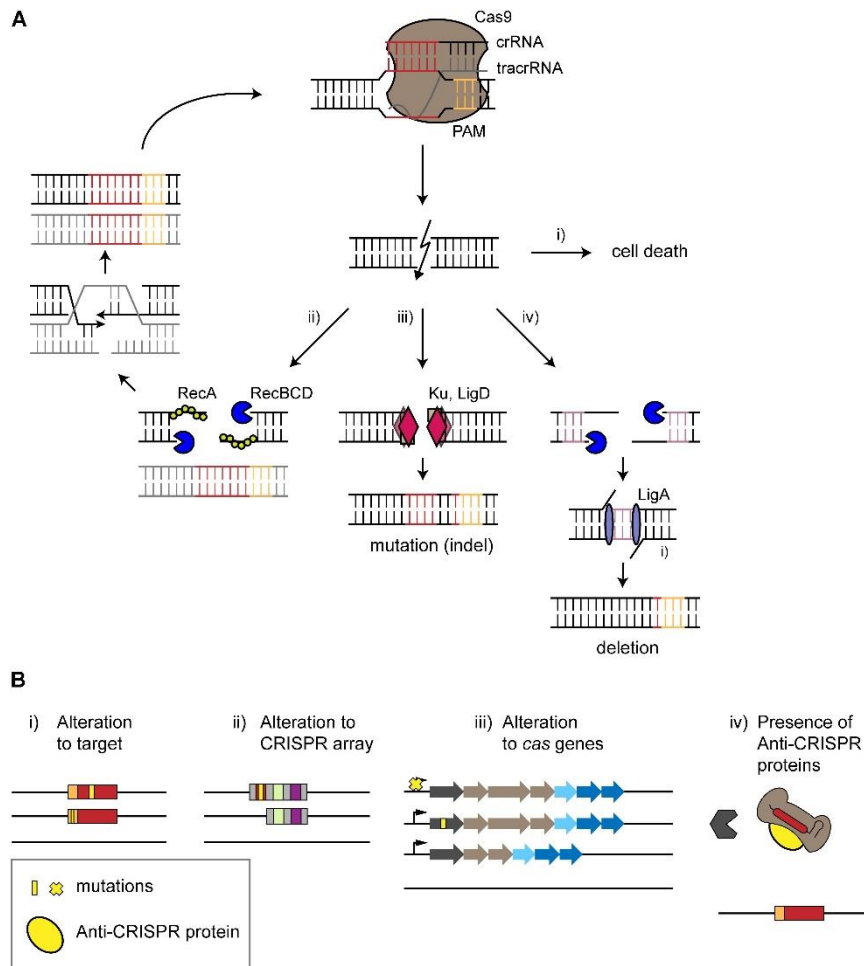 A
Cas9
crRNA
tracrRNA
PAM
i)
cell death
ii)
iii)
iv)
RecA
RecBCD
Ku, LigD
LigA
i)
mutation (indel)
deletion
B
i) Alteration
to target
ii) Alteration to
CRISPR array
iii) Alteration
to cas genes
iv) Presence of
Anti-CRISPR
proteins
mutations
Anti-CRISPR protein